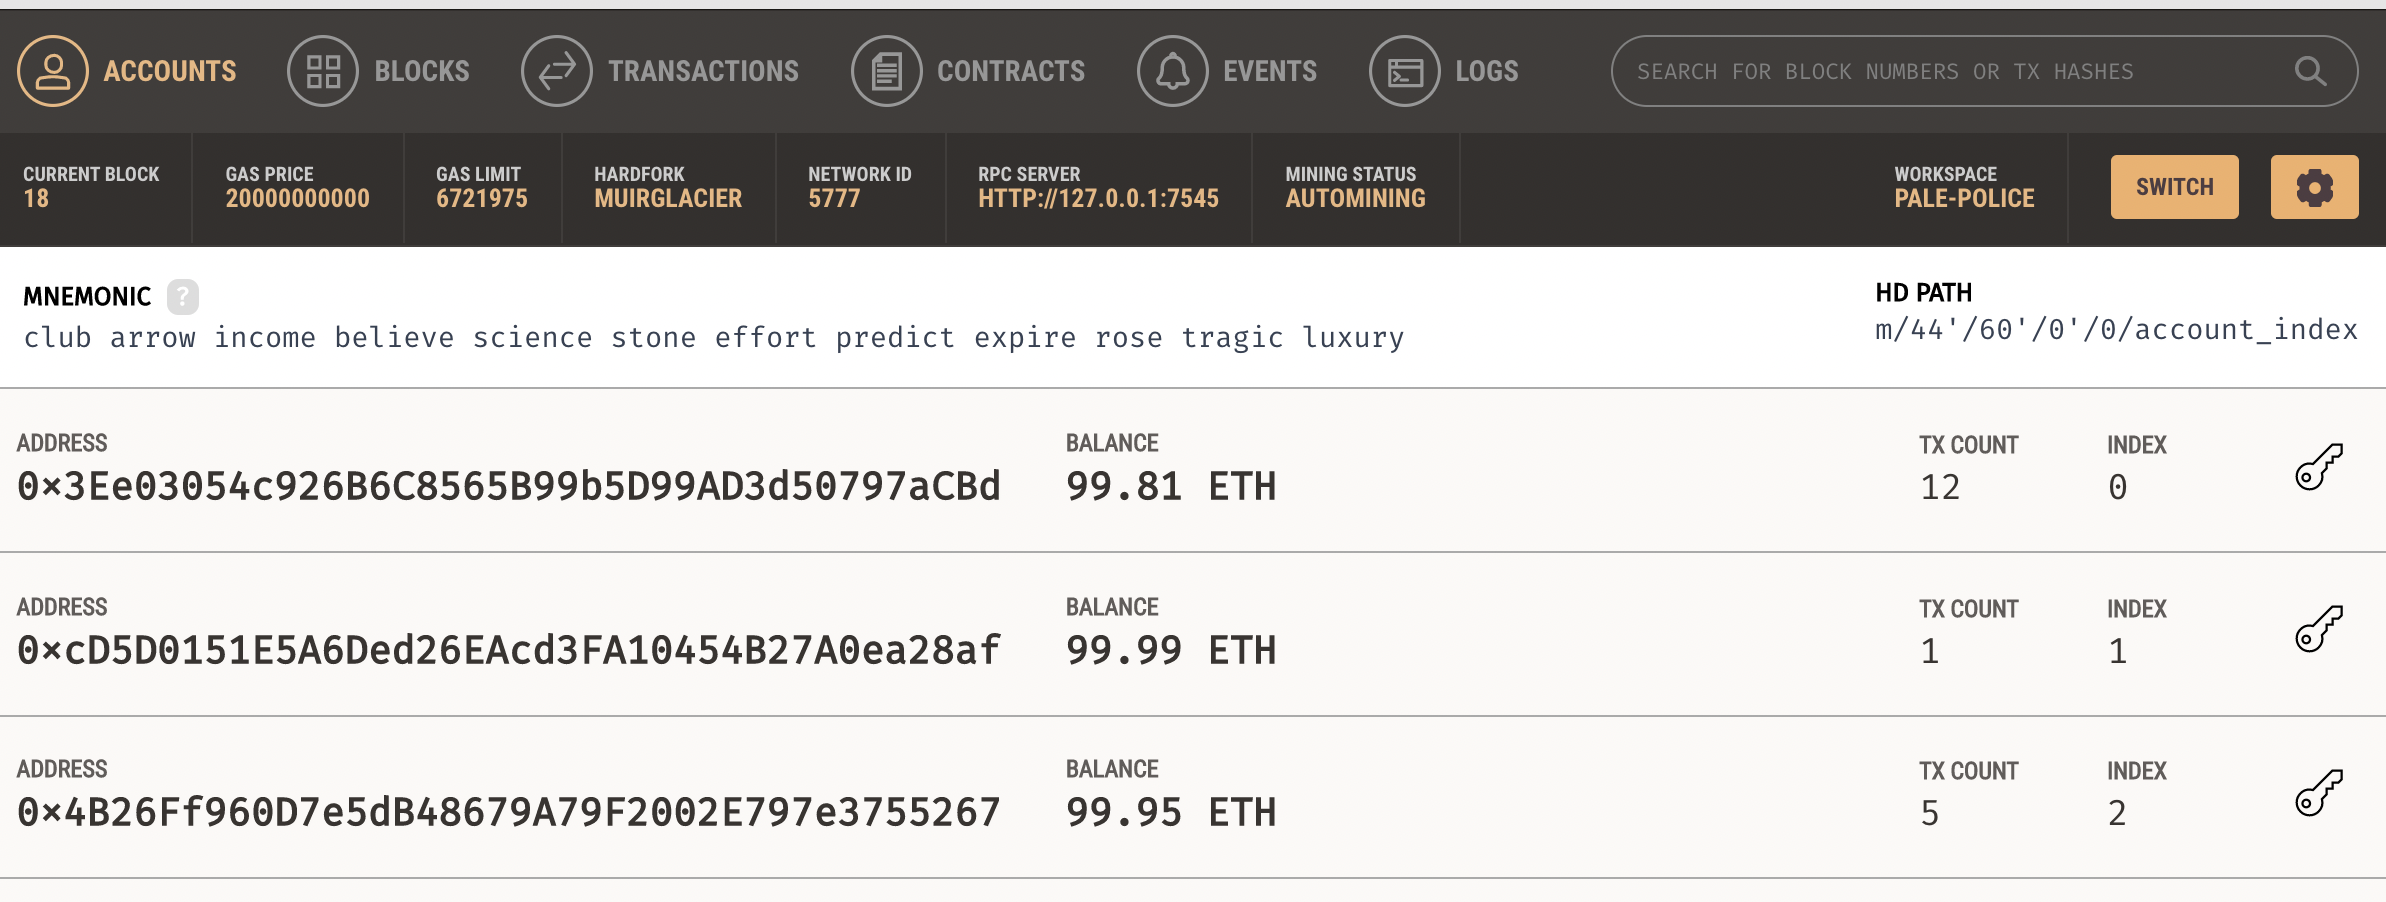 ACCOUNTS BLOCKS TRANSACTIONS CONTRACTS EVENTS LOGS SEARCH FOR BLOCK NUMBERS OR TX HASHES
CURRENT BLOCK GAS PRICE GAS LIMIT HARDFORK NETWORK ID RPC SERVER MINING STATUS WORKSPACE
18 20000000000 6721975 MUIRGLACIER 5777 HTTP://127.0.0.1:7545 AUTOMINING PALE-POLICE SWITCH
MNEMONIC ? HD PATH
club arrow income believe science stone effort predict expire rose tragic luxury m/44'/60'/0'/0/account_index
ADDRESS BALANCE TX COUNT INDEX
0x3Ee03054c926B6C8565B99b5D99AD3d50797aCBd 99.81 ETH 12 0
ADDRESS BALANCE TX COUNT INDEX
0xcD5D0151E5A6Ded26EAcd3FA10454B27A0ea28af 99.99 ETH 1 1
ADDRESS BALANCE TX COUNT INDEX
0x4B26Ff960D7e5dB48679A79F2002E797e3755267 99.95 ETH 5 2